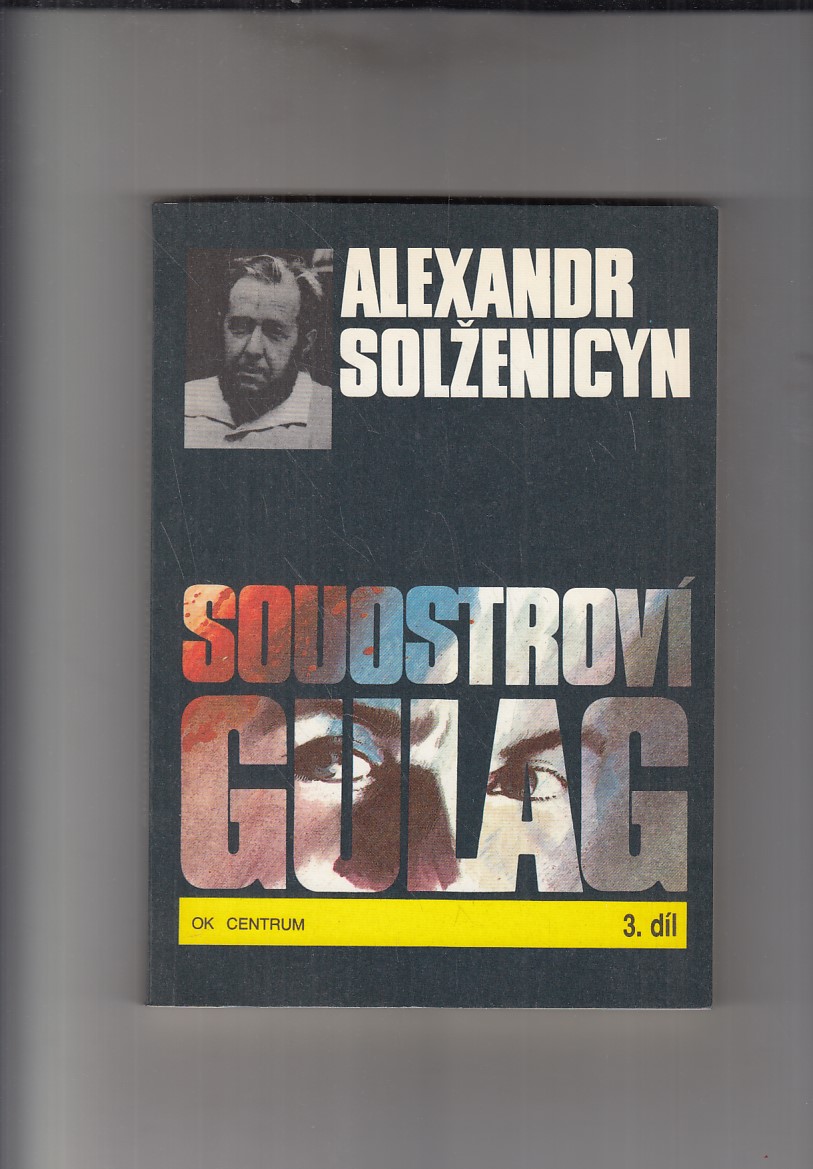 ALEXANDR
SOLŽENICYN
SOUOSTROVÍ
GULAG
OK CENTRUM 3. díl